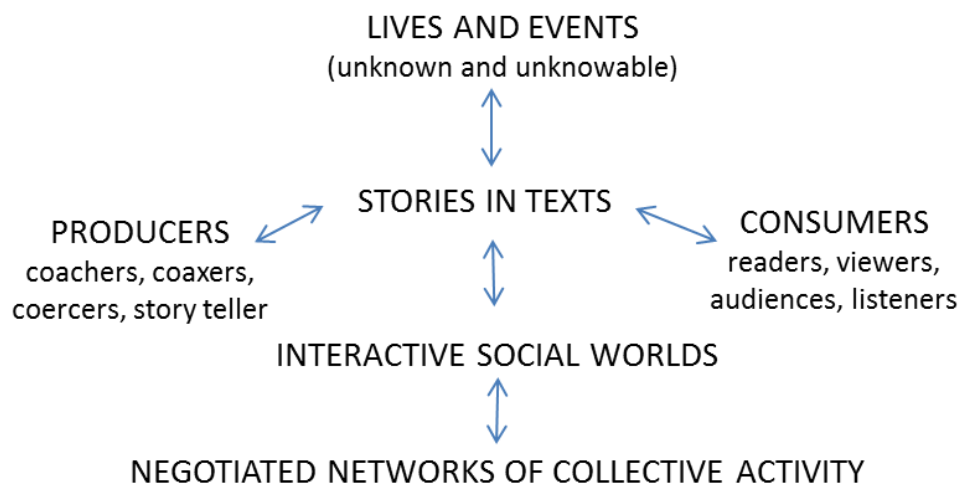 LIVES AND EVENTS
(unknown and unknowable)
STORIES IN TEXTS
PRODUCERS
coachers, coaxers,
coercers, story teller
CONSUMERS
readers, viewers,
audiences, listeners
INTERACTIVE SOCIAL WORLDS
NEGOTIATED NETWORKS OF COLLECTIVE ACTIVITY